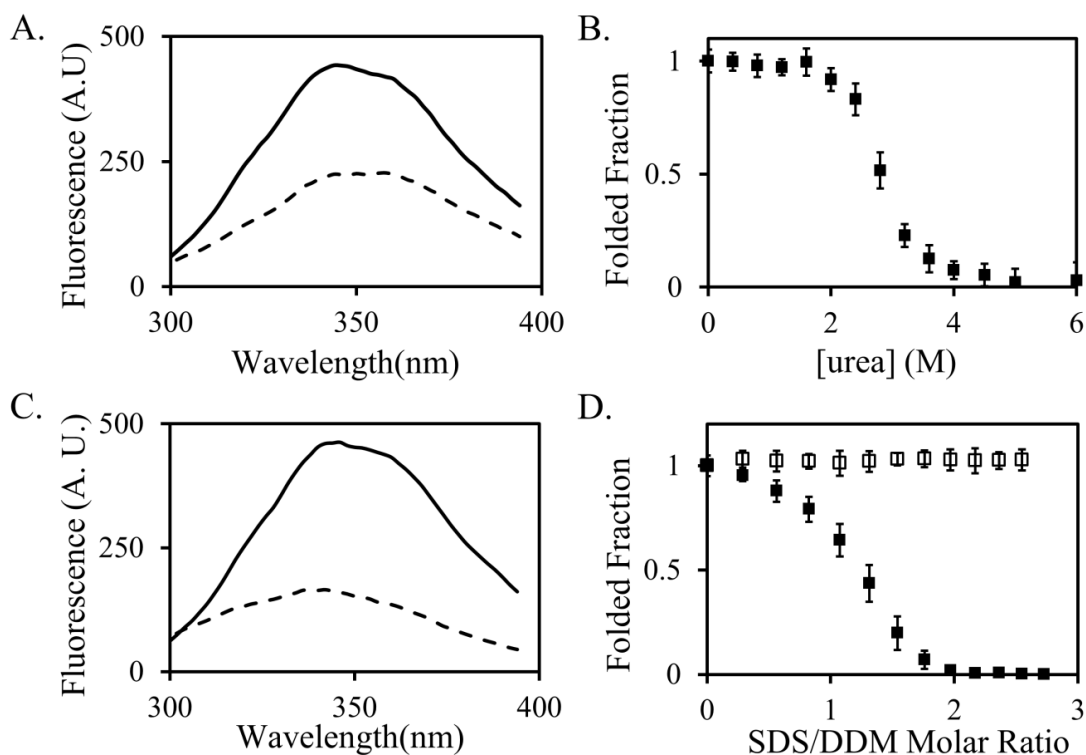 A.
500
250
0
Fluorescence (A.U)
300
350
400
Wavelength(nm)
B.
1
0.5
0
Folded Fraction
0
2
4
6
[urea] (M)
C.
500
250
0
Fluorescence (A. U.)
300
350
400
Wavelength(nm)
D.
1
0.5
0
Folded Fraction
0
1
2
3
SDS/DDM Molar Ratio